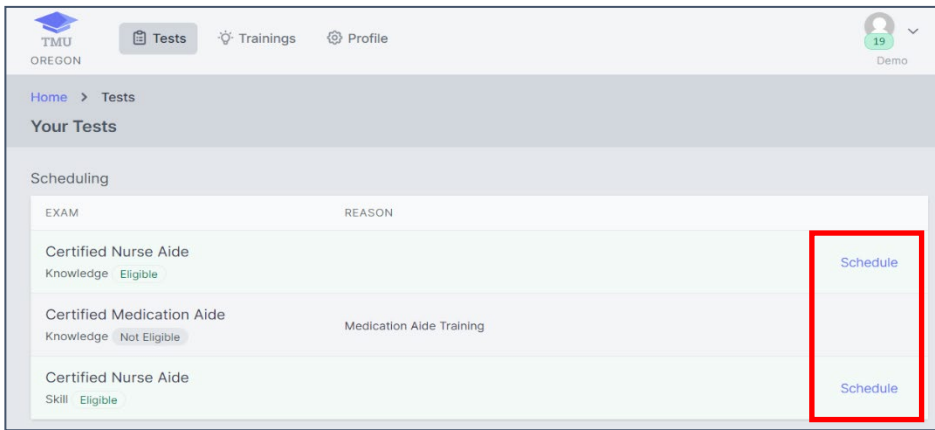 TMU
OREGON
Tests
Trainings
Profile
19
Demo
Home > Tests
Your Tests
Scheduling
EXAM REASON
Certified Nurse Aide
Knowledge Eligible
Schedule
Certified Medication Aide
Knowledge Not Eligible
Medication Aide Training
Certified Nurse Aide
Skill Eligible
Schedule